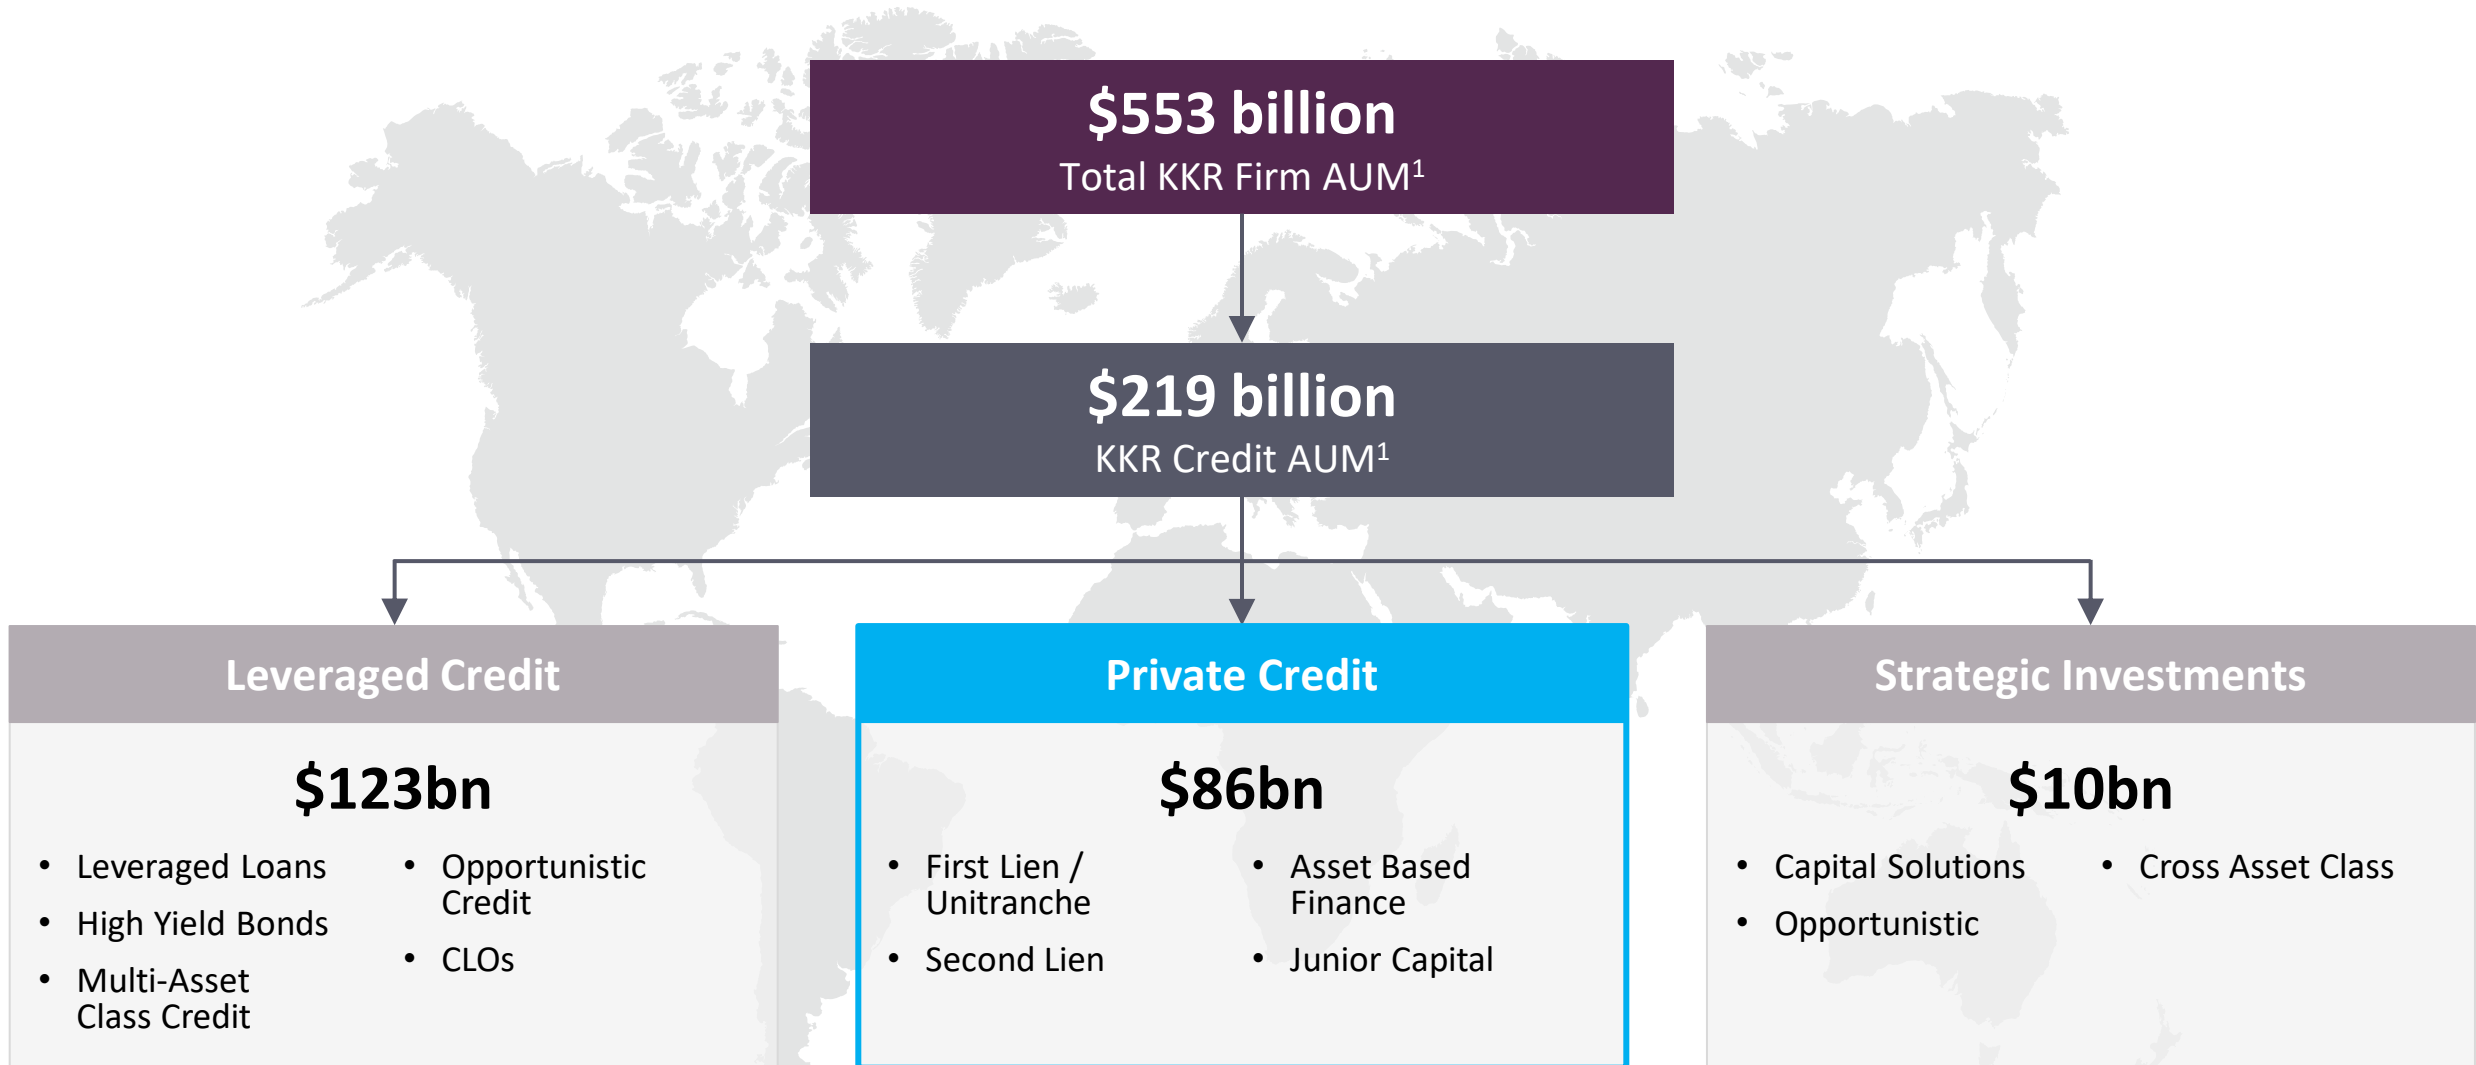 $553 billion
Total KKR Firm AUM¹
$219 billion
KKR Credit AUM¹
Leveraged Credit
$123bn
• Leveraged Loans
• High Yield Bonds
• Multi-Asset
Class Credit
• Opportunistic
Credit
• CLOs
Private Credit
$86bn
• First Lien /
Unitranche
• Second Lien
• Asset Based
Finance
• Junior Capital
Strategic Investments
$10bn
• Capital Solutions
• Opportunistic
• Cross Asset Class